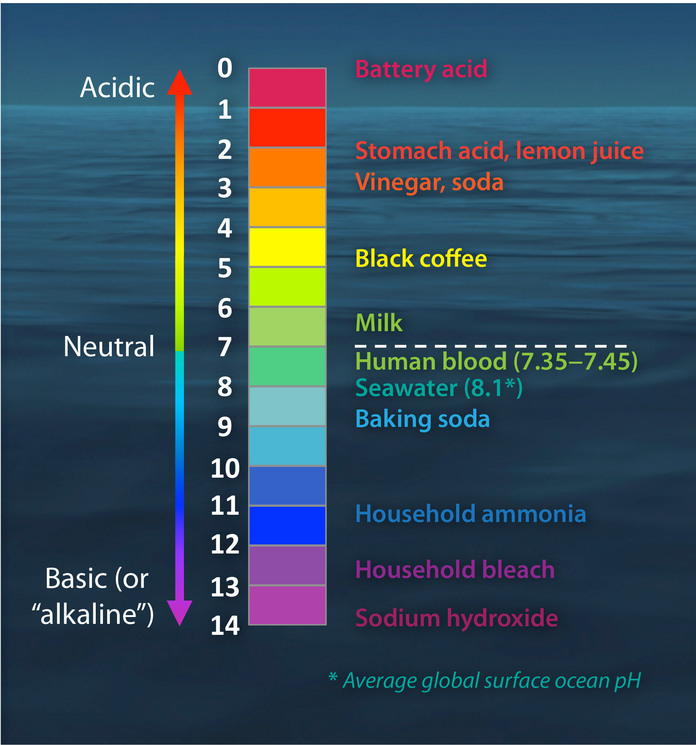 0
Battery acid
Acidic
1
2
Stomach acid, lemon juice
3
Vinegar, soda
4
Black coffee
5
6
Milk
Neutral
7
Human blood (7.35–7.45)
8
Seawater (8.1*)
9
Baking soda
10
11
Household ammonia
12
Basic (or
“alkaline”)
Household bleach
13
14
Sodium hydroxide
* Average global surface ocean pH